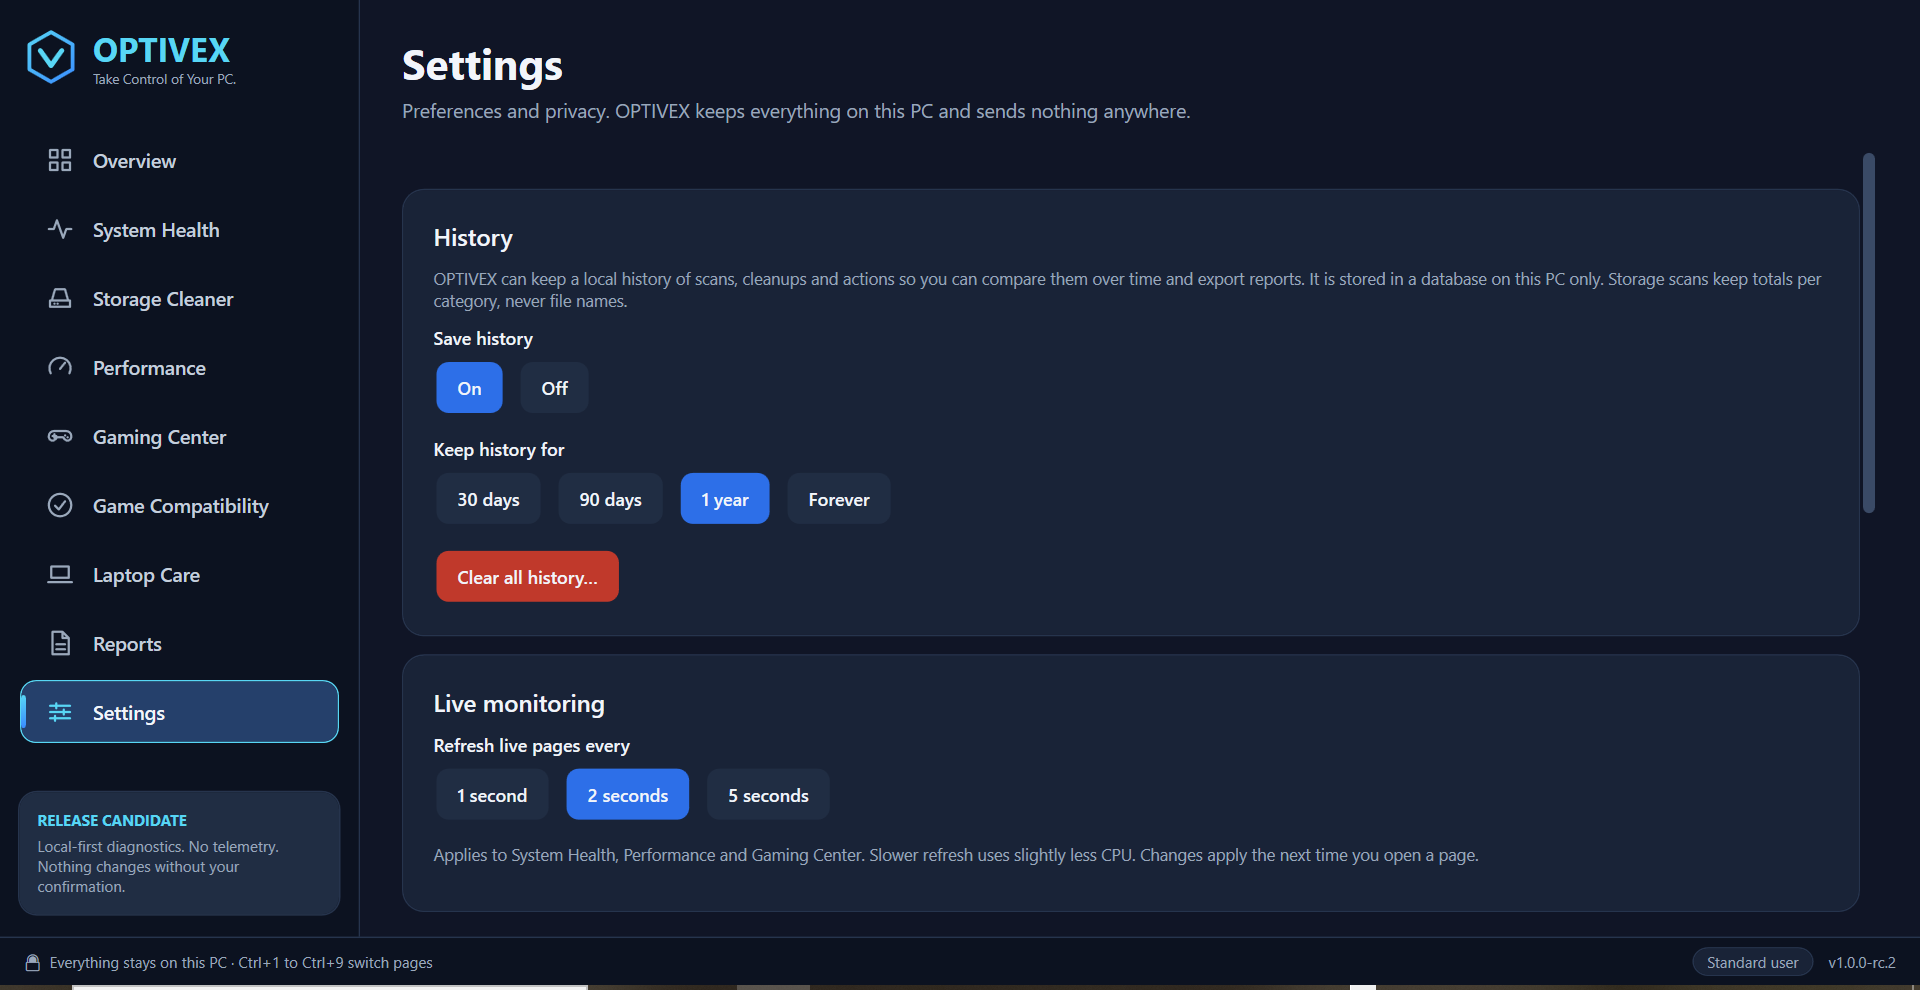 OPTIVEX
Take Control of Your PC.
Overview
System Health
Storage Cleaner
Performance
Gaming Center
Game Compatibility
Laptop Care
Reports
Settings
RELEASE CANDIDATE
Local-first diagnostics. No telemetry.
Nothing changes without your
confirmation.
Settings
Preferences and privacy. OPTIVEX keeps everything on this PC and sends nothing anywhere.
History
OPTIVEX can keep a local history of scans, cleanups and actions so you can compare them over time and export reports. It is stored in a database on this PC only. Storage scans keep totals per
category, never file names.
Save history
On Off
Keep history for
30 days 90 days 1 year Forever
Clear all history...
Live monitoring
Refresh live pages every
1 second 2 seconds 5 seconds
Applies to System Health, Performance and Gaming Center. Slower refresh uses slightly less CPU. Changes apply the next time you open a page.
Everything stays on this PC · Ctrl+1 to Ctrl+9 switch pages
Standard user v1.0.0-rc.2